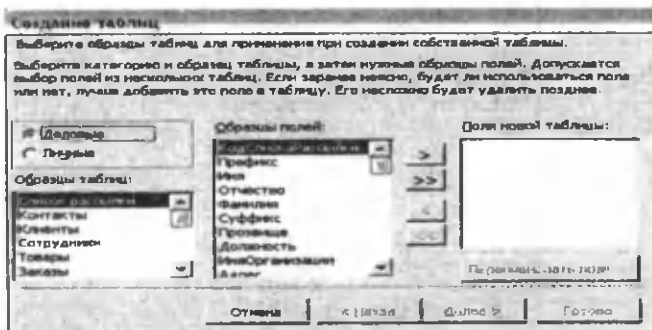 Создание таблиц
Выберите образцы таблиц для применения при создании собственной таблицы.
Выберите категорию и образец таблицы, а затем нужные образцы полей. Допускается
выбор полей из нескольких таблиц. Если заранее неясно, будет ли использоваться поле
или нет, лучше добавить это поле в таблицу. Его несложно будет удалить позднее.
Деловые
Личные
Образцы таблиц:
Список рассылки
Контакты
Клиенты
Сотрудники
Товары
Заказы
Образцы полей:
Префикс
Имя
Отчество
Фамилия
Суффикс
Прозвище
Должность
ИмяОрганизации
Адрес
>
>>
<
<<
Поля новой таблицы:
Переименовать поле
Отмена
< Назад
Далее >
Готово